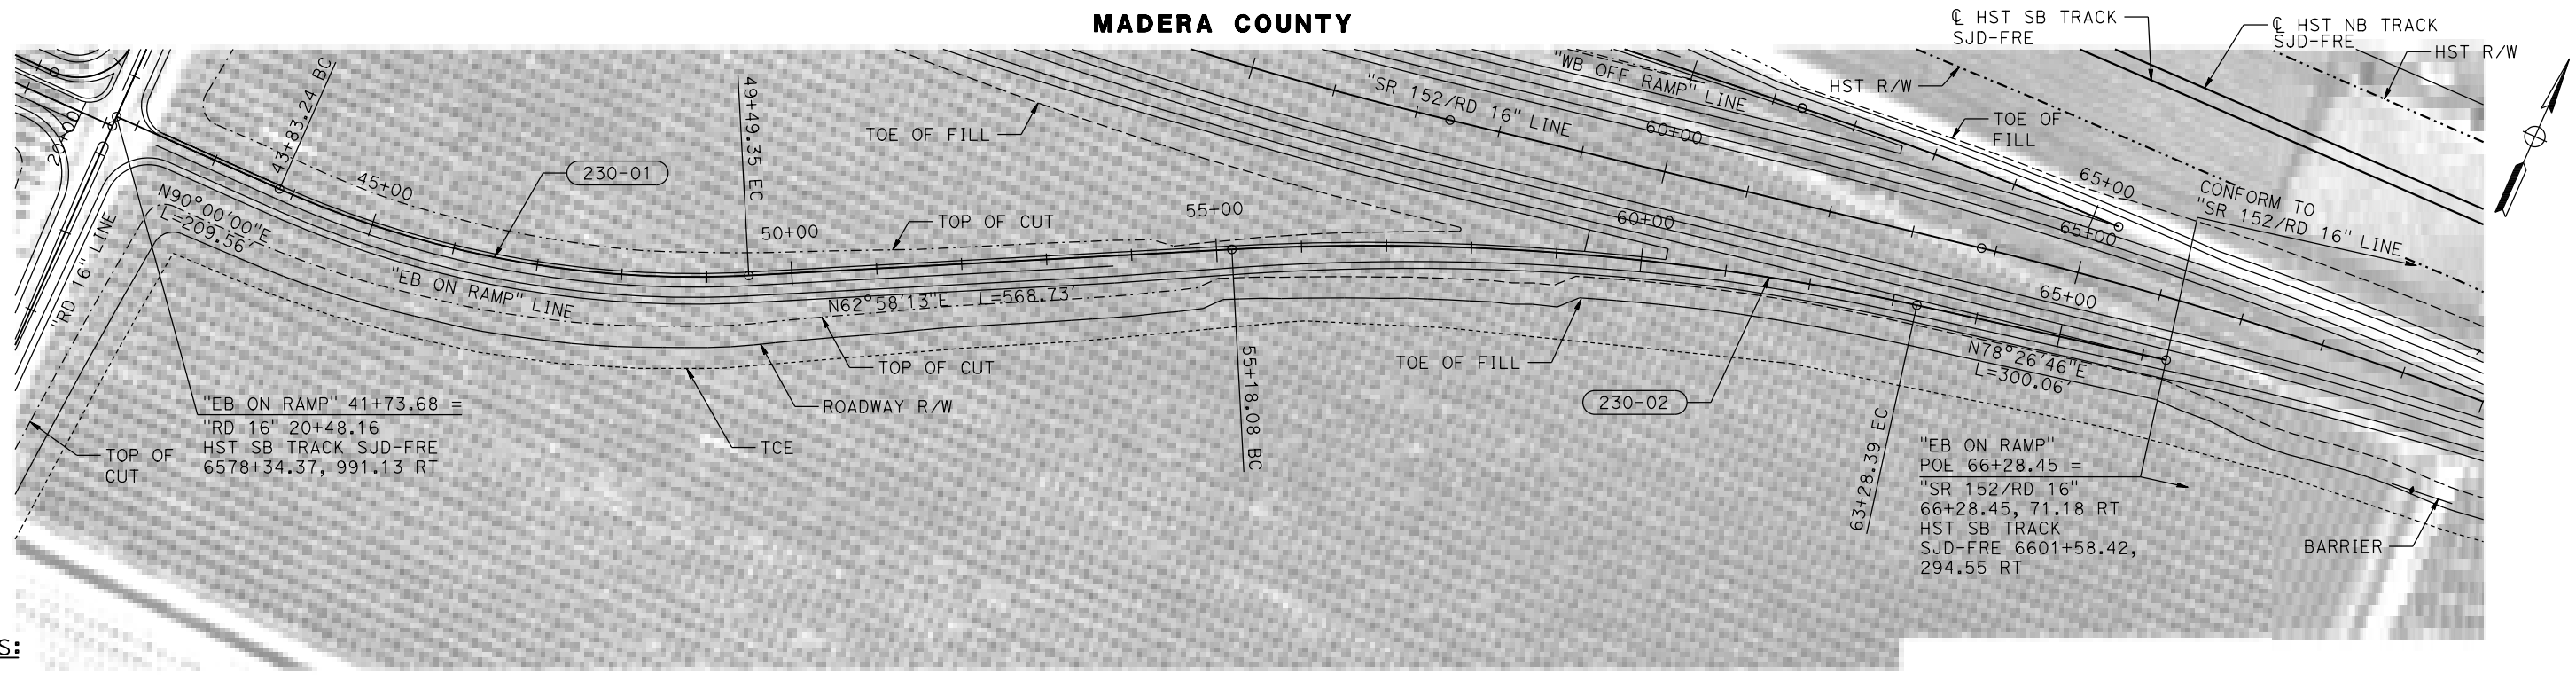 MADERA COUNTY
℄ HST SB TRACK
SJD-FRE
℄ HST NB TRACK
SJD-FRE
HST R/W
HST R/W
"WB OFF RAMP" LINE
"SR 152/RD 16" LINE
60+00
TOE OF
FILL
TOE OF FILL
20+00
43+83.24 BC
49+49.35 EC
230-01
45+00
65+00
CONFORM TO
"SR 152/RD 16" LINE
N90°00'00"E
L=209.56'
"RD 16" LINE
TOP OF CUT
50+00
55+00
60+00
65+00
"EB ON RAMP" LINE
N62°58'13"E L=568.73'
65+00
TOP OF CUT
ROADWAY R/W
TCE
55+18.08 BC
TOE OF FILL
230-02
63+28.39 EC
N78°26'46"E
L=300.06'
"EB ON RAMP" 41+73.68 =
"RD 16" 20+48.16
HST SB TRACK SJD-FRE
6578+34.37, 991.13 RT
TOP OF
CUT
"EB ON RAMP"
POE 66+28.45 =
"SR 152/RD 16"
66+28.45, 71.18 RT
HST SB TRACK
SJD-FRE 6601+58.42,
294.55 RT
BARRIER
S: